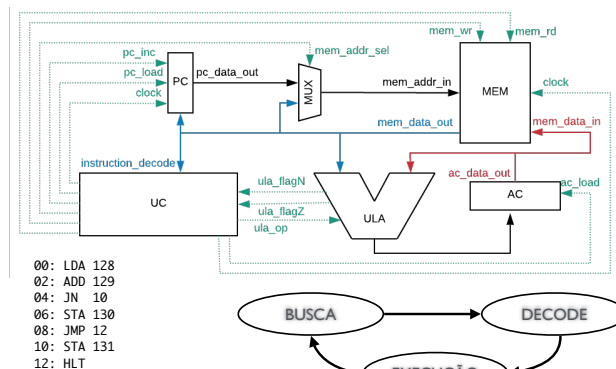 mem_wr
mem_rd
pc_inc
mem_addr_sel
pc_load
PC
pc_data_out
MUX
clock
mem_addr_in
MEM
clock
mem_data_out
mem_data_in
instruction_decode
ula_flagN
ac_data_out
UC
ULA
AC
ac_load
ula_flagZ
ula_op
00: LDA 128
02: ADD 129
04: JN  10
06: STA 130
08: JMP 12
10: STA 131
12: HLT
BUSCA
DECODE
EXECUÇÃO